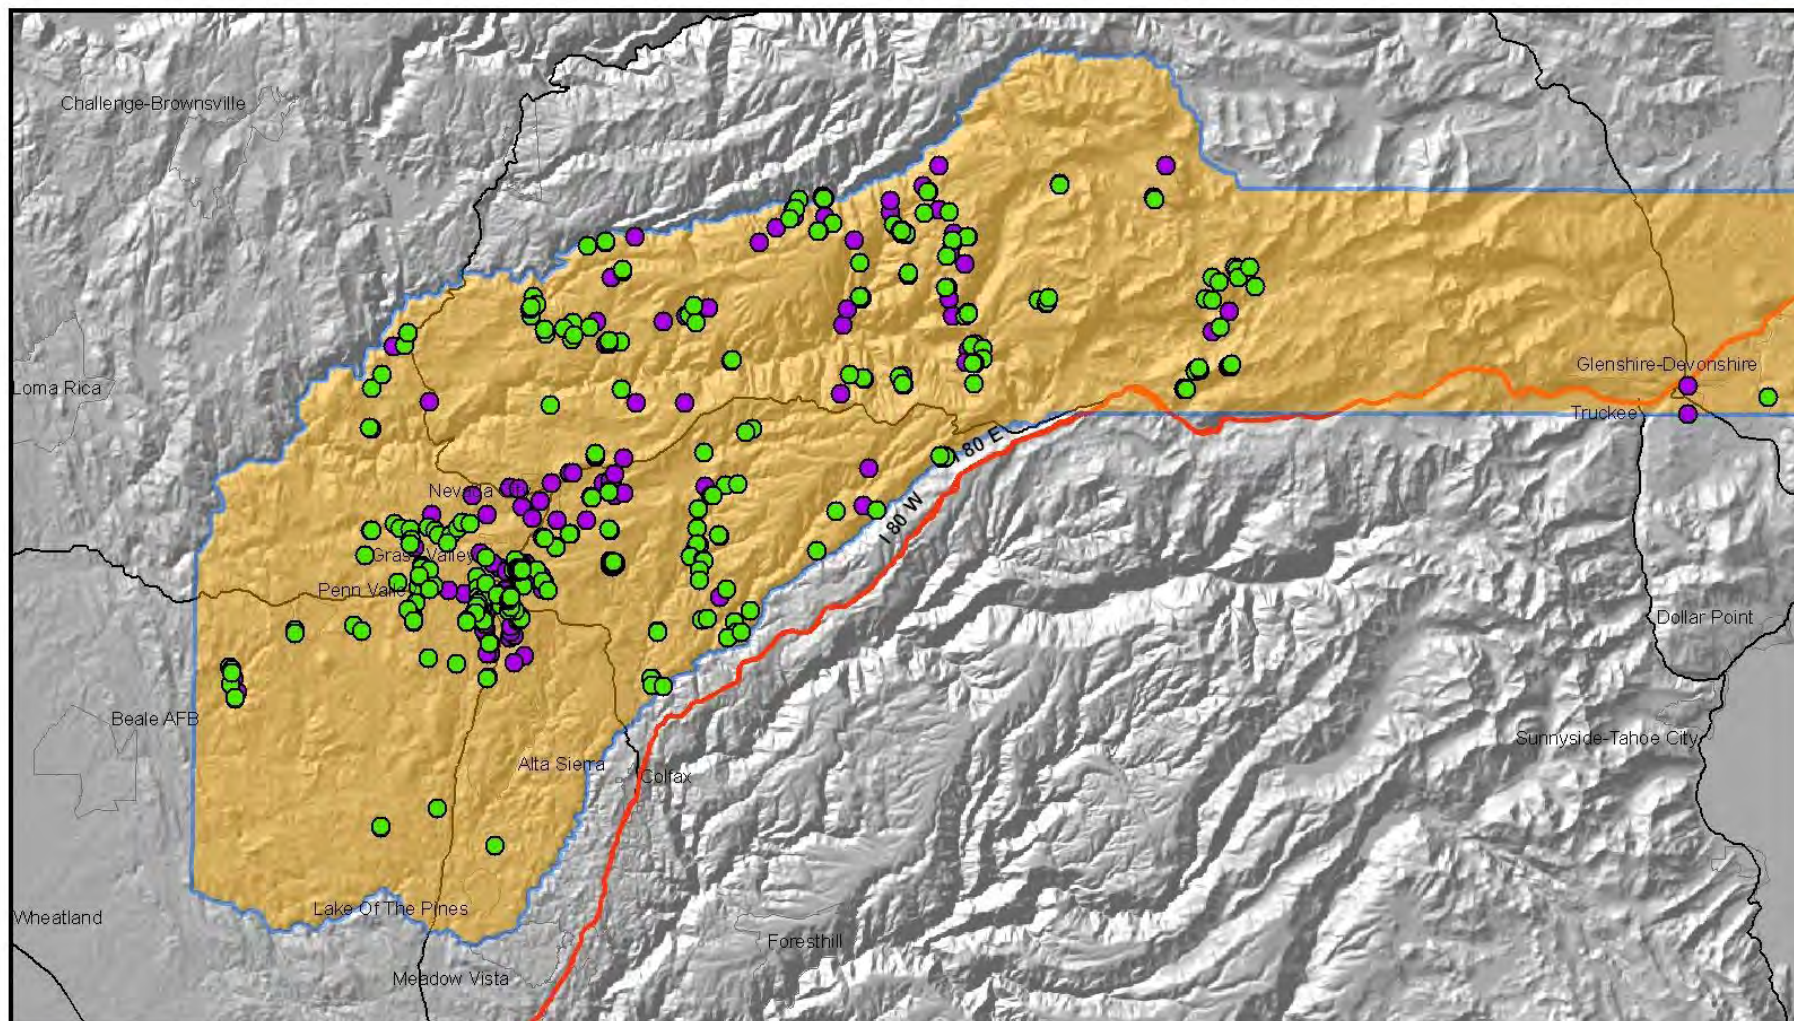 Challenge-Brownsville
Loma Rica
Glenshire-Devonshire
Truckee
I 80 E
Nevada
I 80 W
Grass Valley
Penn Valley
Dollar Point
Beale AFB
Sunnyside-Tahoe City
Alta Sierra
Colfax
Lake Of The Pines
Wheatland
Foresthill
Meadow Vista